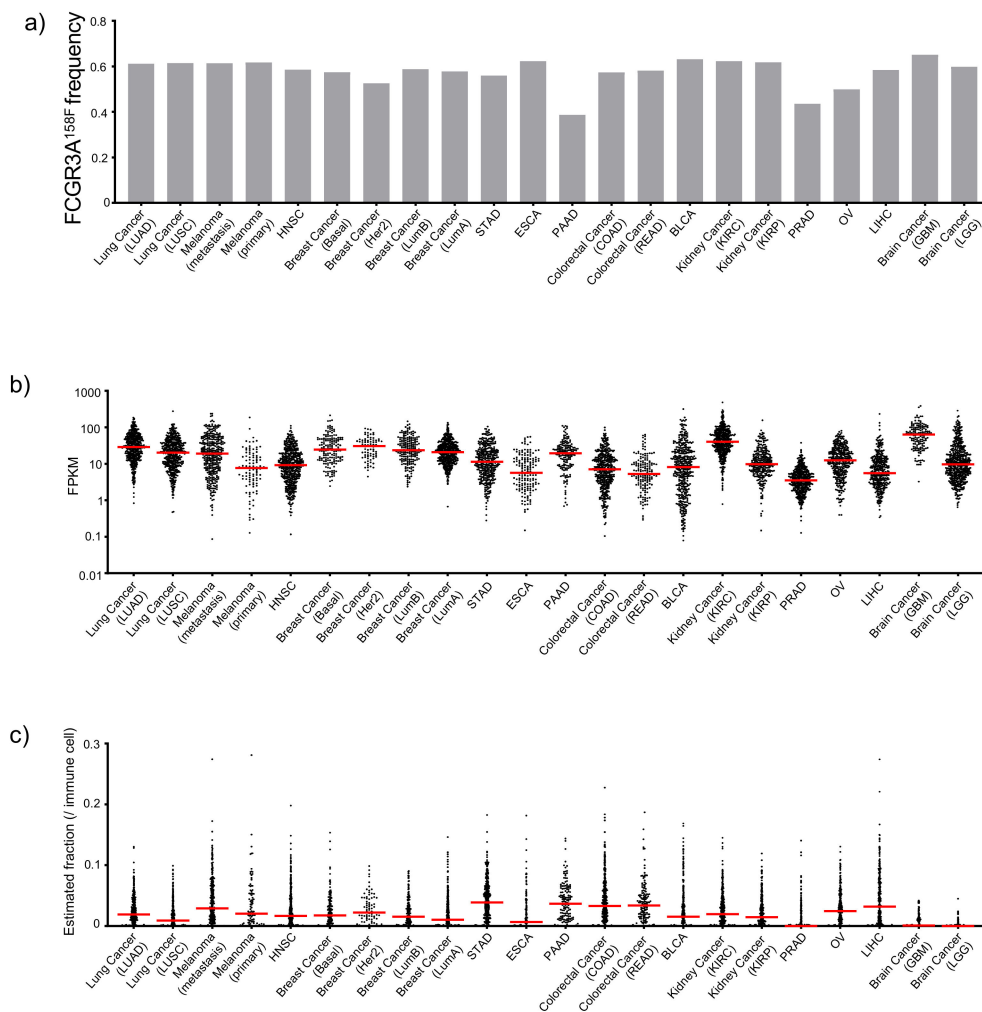 a)
FCGR3A158F frequency
0.8
0.6
0.4
0.2
0
Lung Cancer
(LUAD)
Lung Cancer
(LUSC)
Melanoma
(metastasis)
Melanoma
(primary)
HNSC
Breast Cancer
(Basal)
Breast Cancer
(Her2)
Breast Cancer
(LumB)
Breast Cancer
(LumA)
STAD
ESCA
PAAD
Colorectal Cancer
(COAD)
Colorectal Cancer
(READ)
BLCA
Kidney Cancer
(KIRC)
Kidney Cancer
(KIRP)
PRAD
OV
LIHC
Brain Cancer
(GBM)
Brain Cancer
(LGG)
b)
FPKM
1000
100
10
1
0.1
0.01
Lung Cancer
(LUAD)
Lung Cancer
(LUSC)
Melanoma
(metastasis)
Melanoma
(primary)
HNSC
Breast Cancer
(Basal)
Breast Cancer
(Her2)
Breast Cancer
(LumB)
Breast Cancer
(LumA)
STAD
ESCA
PAAD
Colorectal Cancer
(COAD)
Colorectal Cancer
(READ)
BLCA
Kidney Cancer
(KIRC)
Kidney Cancer
(KIRP)
PRAD
OV
LIHC
Brain Cancer
(GBM)
Brain Cancer
(LGG)
c)
Estimated fraction (/ immune cell)
0.3
0.2
0.1
0
Lung Cancer
(LUAD)
Lung Cancer
(LUSC)
Melanoma
(metastasis)
Melanoma
(primary)
HNSC
Breast Cancer
(Basal)
Breast Cancer
(Her2)
Breast Cancer
(LumB)
Breast Cancer
(LumA)
STAD
ESCA
PAAD
Colorectal Cancer
(COAD)
Colorectal Cancer
(READ)
BLCA
Kidney Cancer
(KIRC)
Kidney Cancer
(KIRP)
PRAD
OV
LIHC
Brain Cancer
(GBM)
Brain Cancer
(LGG)